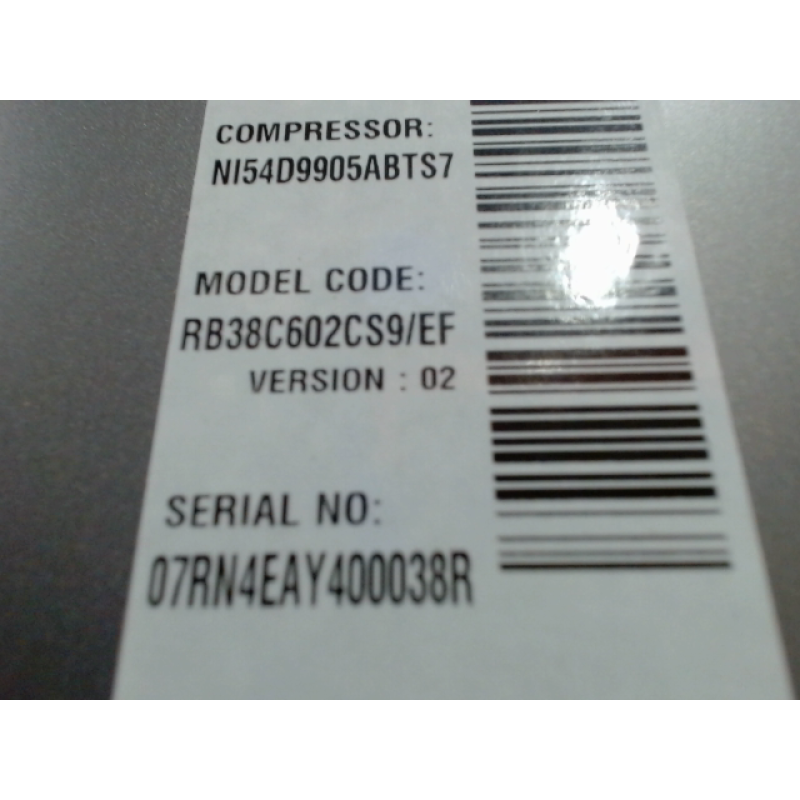 COMPRESSOR:
NI54D9905ABTS7
MODEL CODE:
RB38C602CS9/EF
VERSION : 02
SERIAL NO:
07RN4EAY400038R